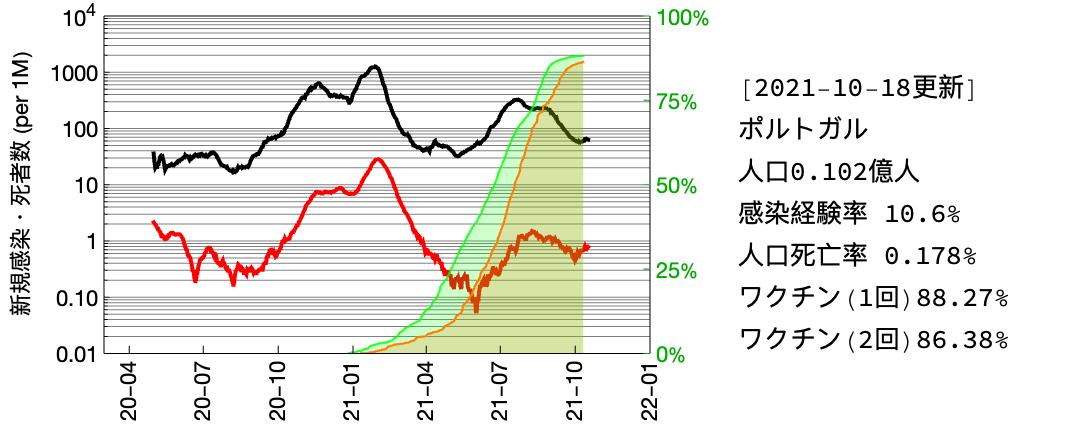 10^4
1000
100
10
1
0.10
0.01
新規感染・死者数 (per 1M)
100%
75%
50%
25%
0%
20-04
20-07
20-10
21-01
21-04
21-07
21-10
22-01
[2021-10-18更新]
ポルトガル
人口0.102億人
感染経験率 10.6%
人口死亡率 0.178%
ワクチン(1回)88.27%
ワクチン(2回)86.38%